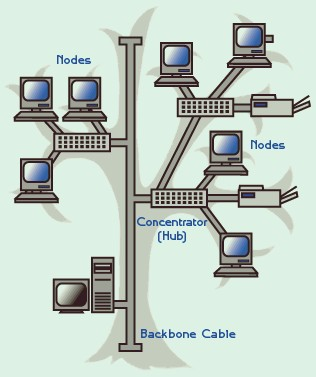 Nodes
Nodes
Concentrator
(Hub)
Backbone Cable